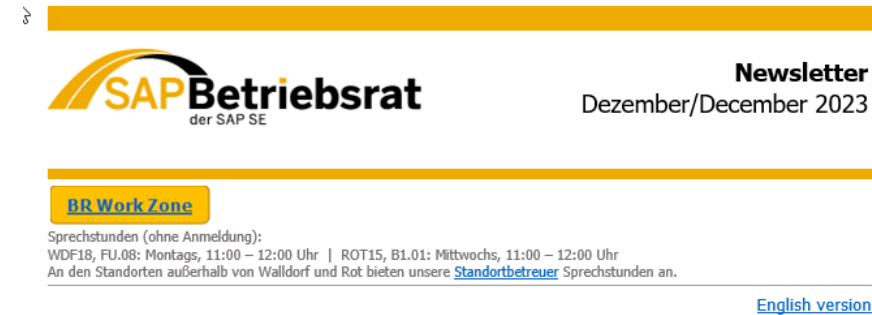 SAPBetriebsrat
der SAP SE
Newsletter
Dezember/December 2023
BR Work Zone
Sprechstunden (ohne Anmeldung):
WDF18, FU.08: Montags, 11:00 – 12:00 Uhr | ROT15, B1.01: Mittwochs, 11:00 – 12:00 Uhr
An den Standorten außerhalb von Walldorf und Rot bieten unsere Standortbetreuer Sprechstunden an.
English version